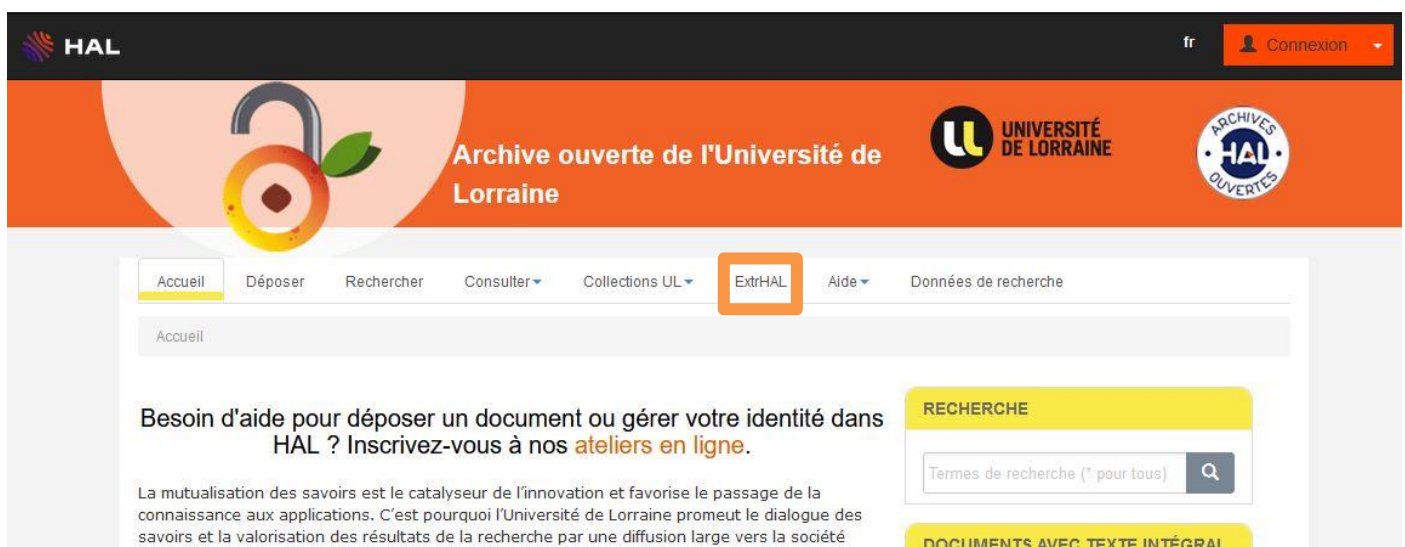 HAL
fr
Connexion
Archive ouverte de l'Université de
Lorraine
UNIVERSITÉ
DE LORRAINE
ARCHIVES
HAL
OUVERTES
Accueil Déposer Rechercher Consulter Collections UL ExtrHAL Aide Données de recherche
Accueil
Besoin d'aide pour déposer un document ou gérer votre identité dans
HAL ? Inscrivez-vous à nos ateliers en ligne.
La mutualisation des savoirs est le catalyseur de l'innovation et favorise le passage de la
connaissance aux applications. C'est pourquoi l'Université de Lorraine promeut le dialogue des
savoirs et la valorisation des résultats de la recherche par une diffusion large vers la société
RECHERCHE
Termes de recherche (* pour tous)
DOCUMENTS AVEC TEXTE INTÉGRAL